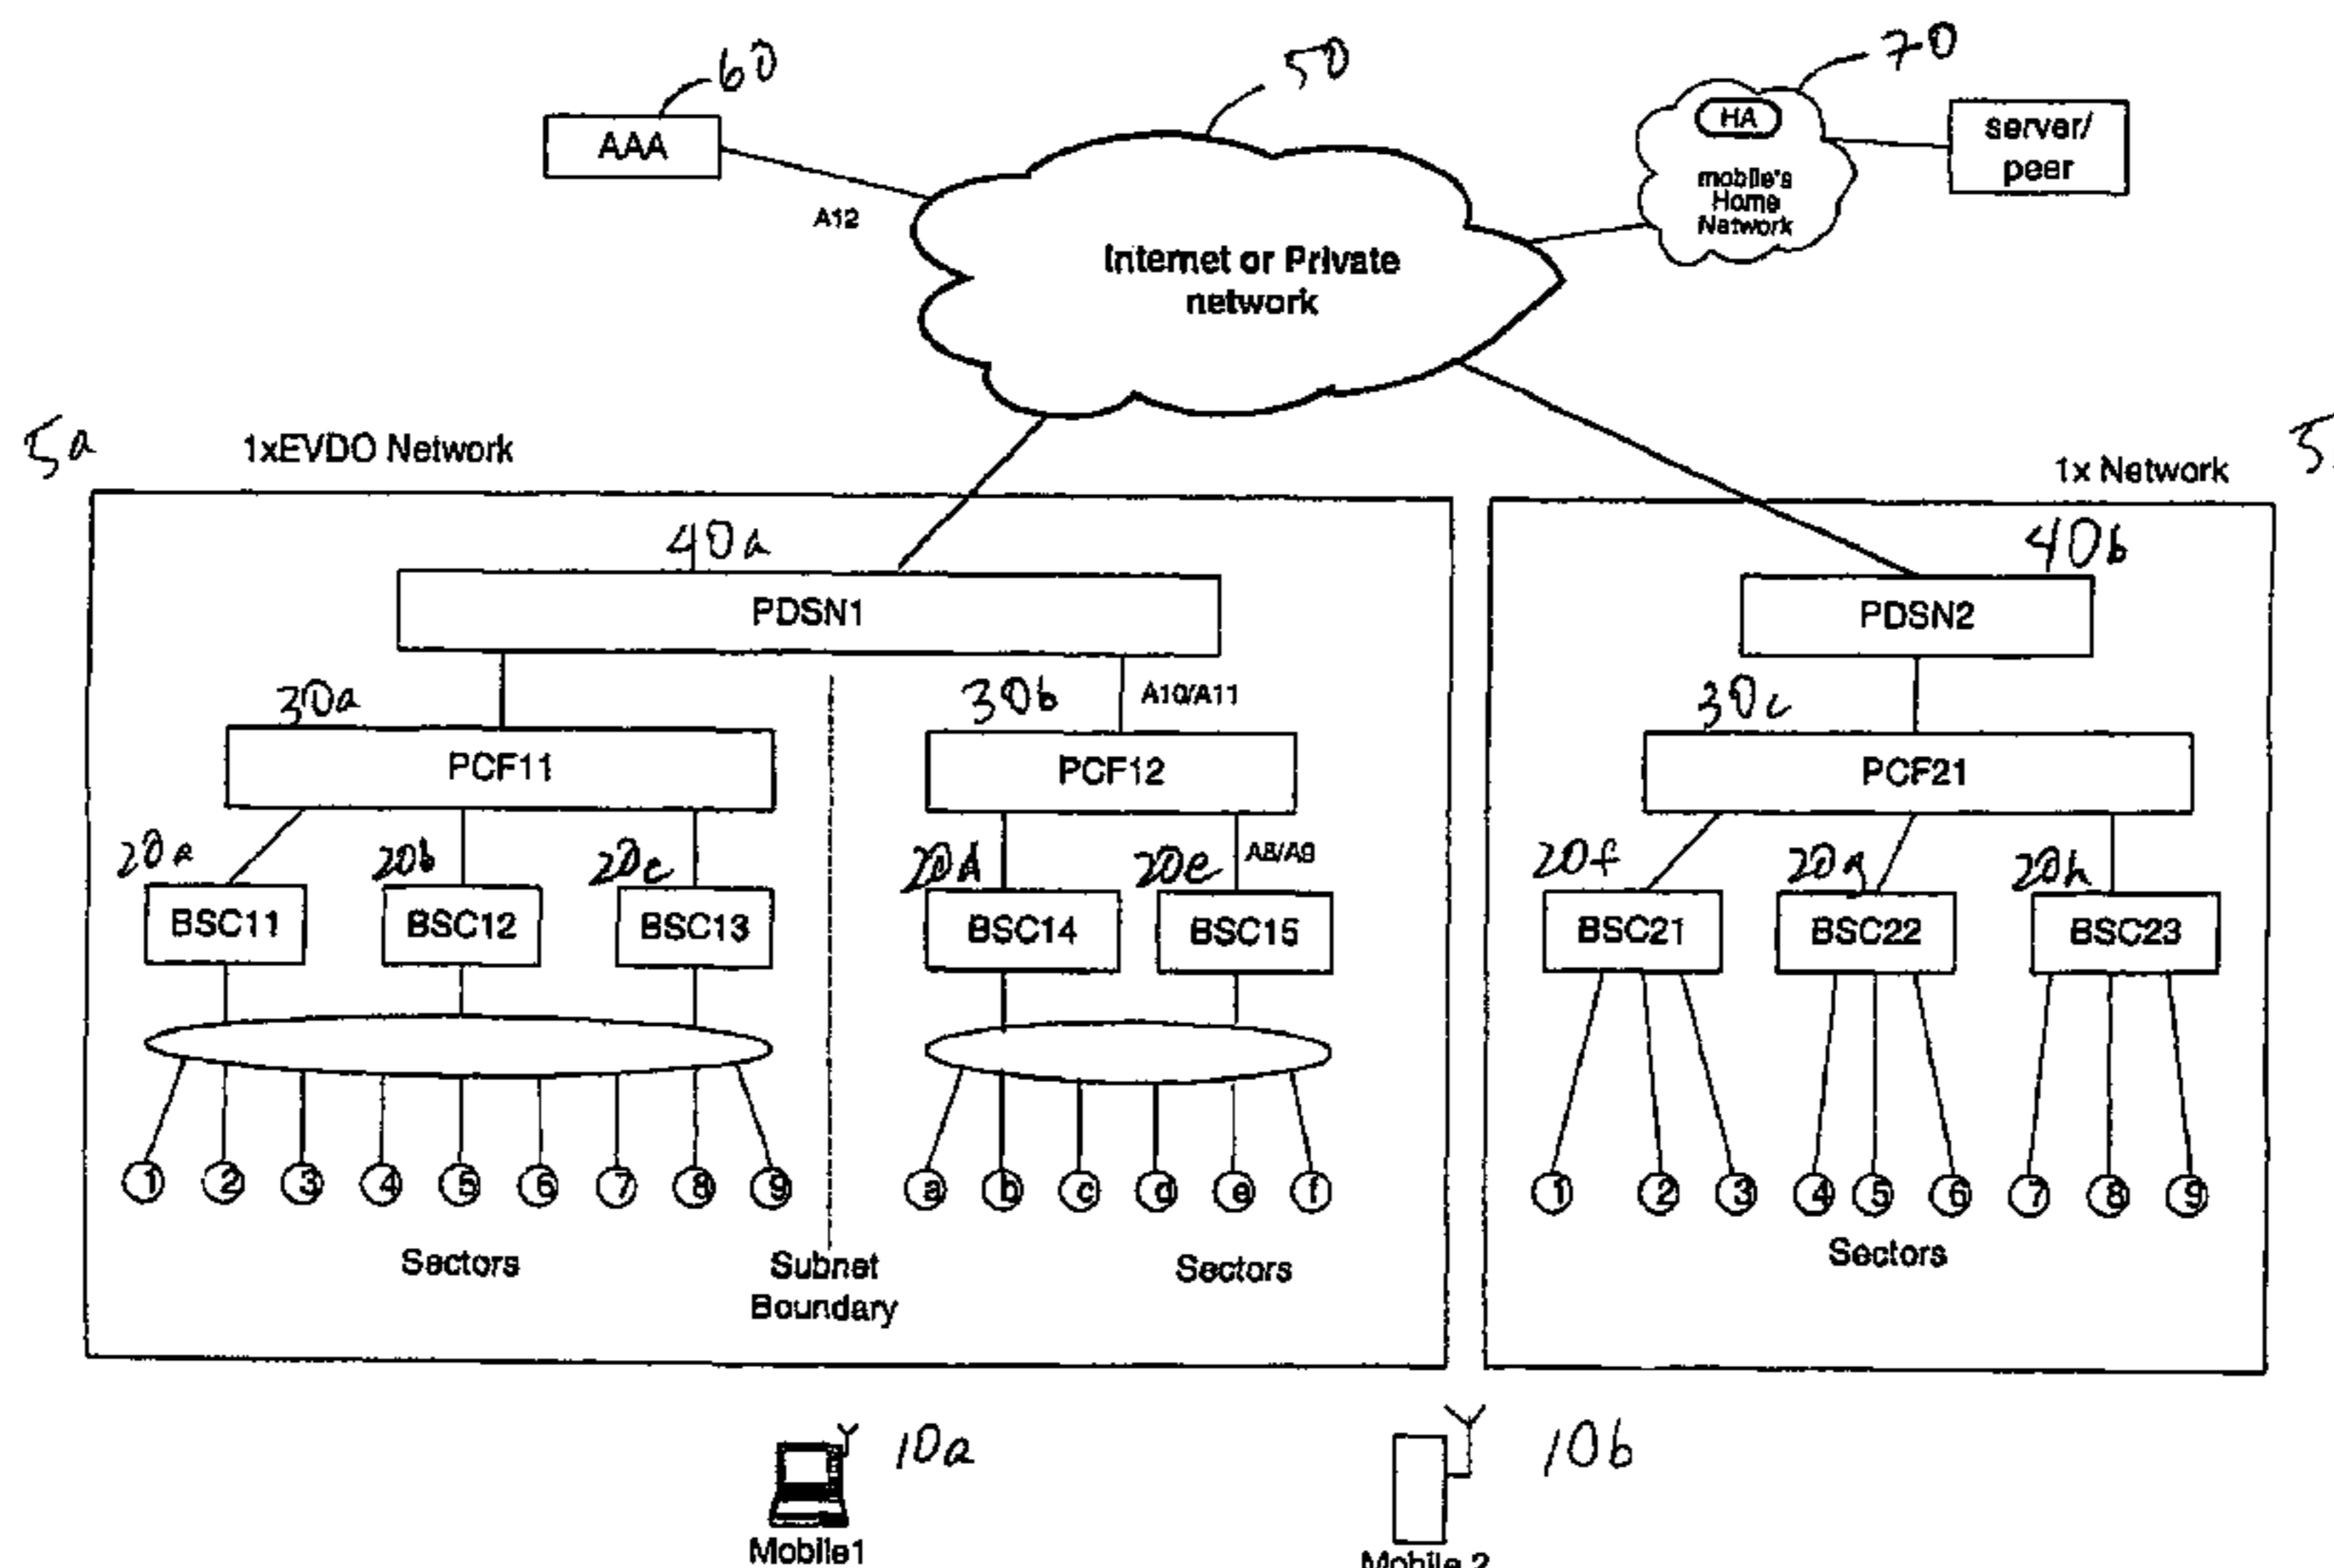 60
50
70
AAA
HA
server/
peer
mobile's
Home
Network
A12
Internet or Private
network
5a
1xEVDO Network
1x Network
40a
40b
PDSN1
PDSN2
30a
30b
A10/A11
30c
PCF11
PCF12
PCF21
20a
20b
20c
20d
20e
A8/A9
20f
20g
20h
BSC11
BSC12
BSC13
BSC14
BSC15
BSC21
BSC22
BSC23
1 2 3 4 5 6 7 8 9
a b c d e f
1 2 3 4 5 6 7 8 9
Sectors
Subnet
Boundary
Sectors
Sectors
10a
10b
Mobile1
Mobile 2